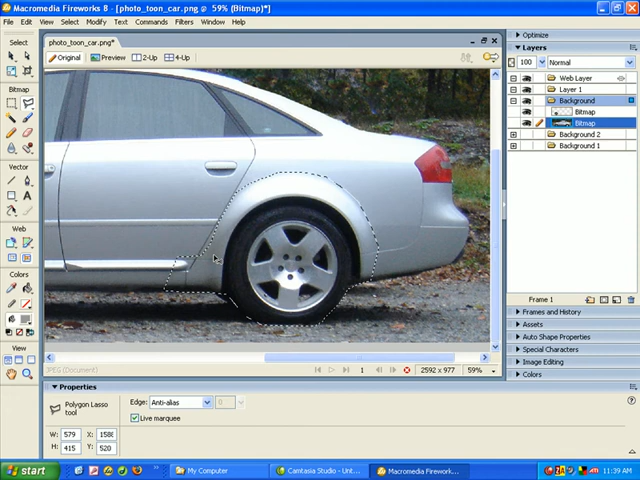 Macromedia Fireworks 8 - [photo_toon_car.png @ 59% (Bitmap)*]
File Edit View Select Modify Text Commands Filters Window Help
Select
Bitmap
Vector
Web
Colors
View
photo_toon_car.png*
Original Preview 2-Up 4-Up
JPEG (Document)
1
2592 x 977 59%
Optimize
Layers
100 Normal
Web Layer
Layer 1
Background
Bitmap
Bitmap
Background 2
Background 1
Frame 1
Frames and History
Assets
Auto Shape Properties
Special Characters
Image Editing
Colors
Properties
Polygon Lasso tool
Edge: Anti-alias 0
Live marquee
W: 579 X: 158
H: 415 Y: 520
start
My Computer
Camtasia Studio - Unt...
Macromedia Firework...
11:39 AM